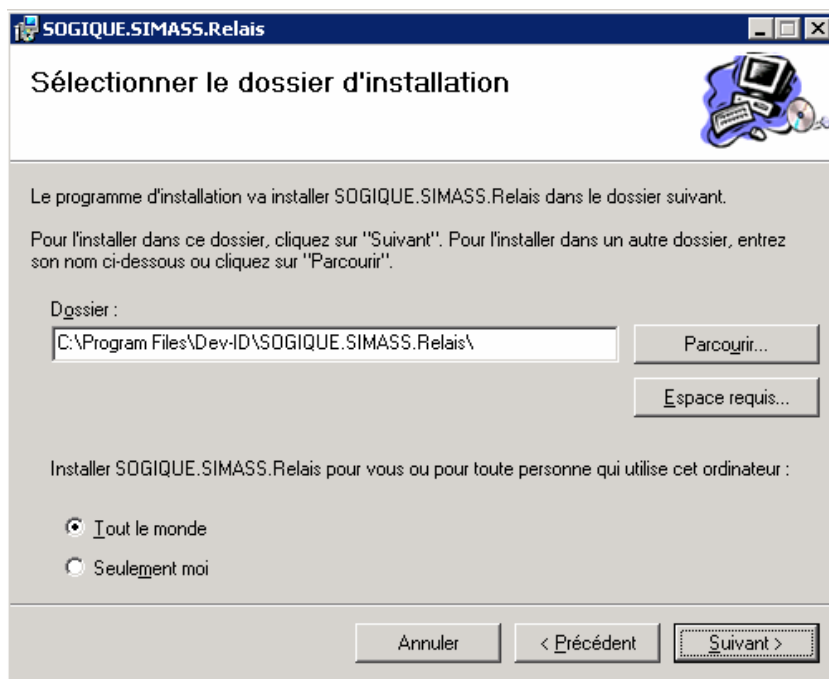 SOGIQUE.SIMASS.Relais
Sélectionner le dossier d'installation
Le programme d'installation va installer SOGIQUE.SIMASS.Relais dans le dossier suivant.
Pour l'installer dans ce dossier, cliquez sur "Suivant". Pour l'installer dans un autre dossier, entrez
son nom ci-dessous ou cliquez sur "Parcourir".
Dossier :
C:\Program Files\Dev-ID\SOGIQUE.SIMASS.Relais\
Parcourir...
Espace requis...
Installer SOGIQUE.SIMASS.Relais pour vous ou pour toute personne qui utilise cet ordinateur :
Tout le monde
Seulement moi
Annuler
< Précédent
Suivant >